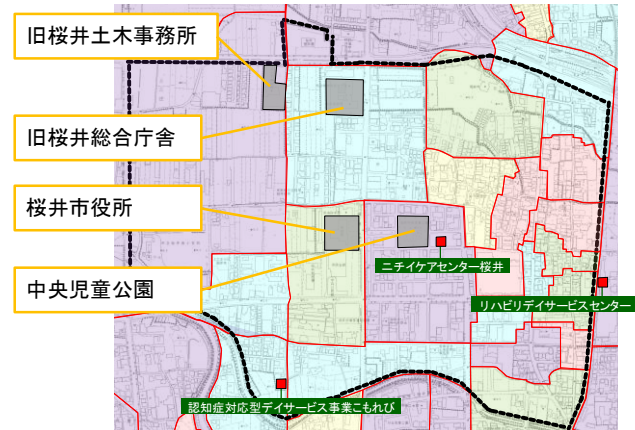 旧桜井土木事務所
旧桜井総合庁舎
桜井市役所
中央児童公園
ニチイケアセンター桜井
リハビリデイサービスセンター
認知症対応型デイサービス事業こもれび